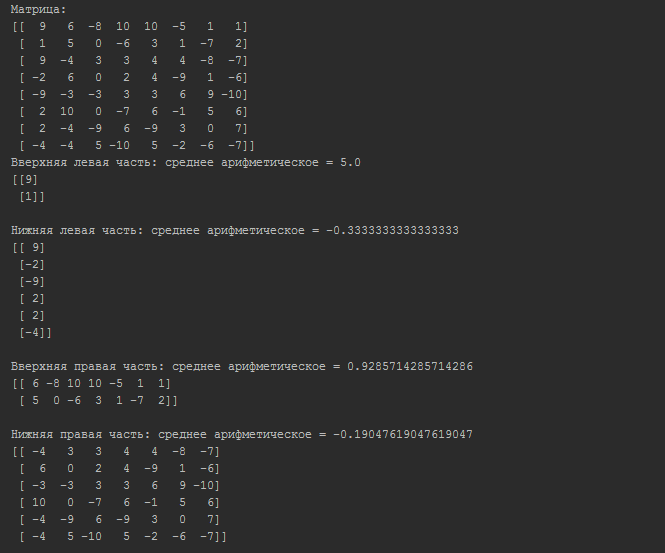 Матрица:
[[  9   6  -8  10  10  -5   1   1]
 [  1   5   0  -6   3   1  -7   2]
 [  9  -4   3   3   4   4  -8  -7]
 [ -2   6   0   2   4  -9   1  -6]
 [ -9  -3  -3   3   3   6   9 -10]
 [  2  10   0  -7   6  -1   5   6]
 [  2  -4  -9   6  -9   3   0   7]
 [ -4  -4   5 -10   5  -2  -6  -7]]
Вверхняя левая часть: среднее арифметическое = 5.0
[[9]
 [1]]
Нижняя левая часть: среднее арифметическое = -0.3333333333333333
[[ 9]
 [-2]
 [-9]
 [ 2]
 [ 2]
 [-4]]
Вверхняя правая часть: среднее арифметическое = 0.9285714285714286
[[ 6 -8 10 10 -5  1  1]
 [ 5  0 -6  3  1 -7  2]]
Нижняя правая часть: среднее арифметическое = -0.19047619047619047
[[ -4   3   3   4   4  -8  -7]
 [  6   0   2   4  -9   1  -6]
 [ -3  -3   3   3   6   9 -10]
 [ 10   0  -7   6  -1   5   6]
 [ -4  -9   6  -9   3   0   7]
 [ -4   5 -10   5  -2  -6  -7]]